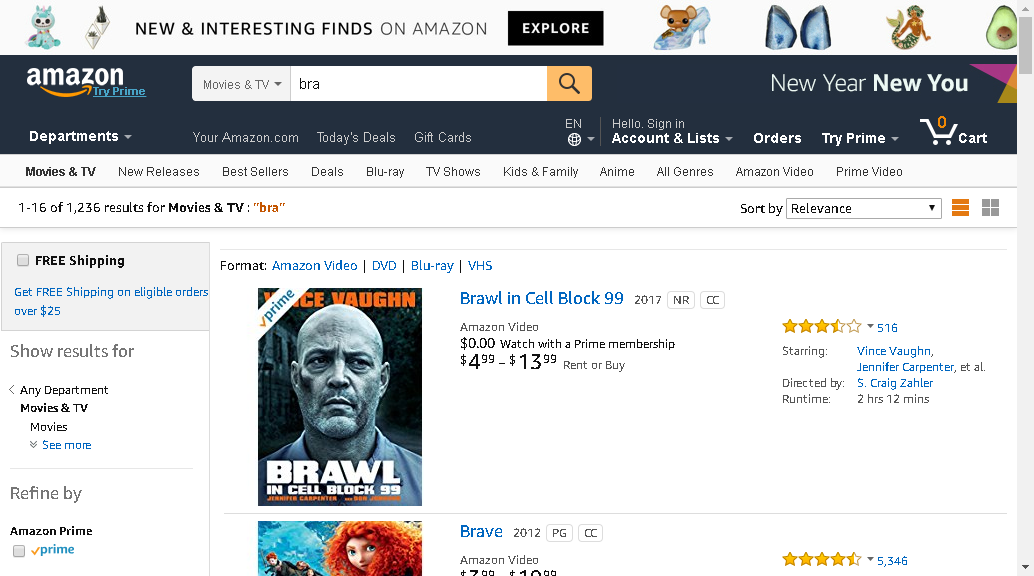 NEW & INTERESTING FINDS ON AMAZON EXPLORE
amazon
Try Prime
Movies & TV bra
New Year New You
Departments Your Amazon.com Today's Deals Gift Cards EN Hello. Sign in Account & Lists Orders Try Prime 0 Cart
Movies & TV New Releases Best Sellers Deals Blu-ray TV Shows Kids & Family Anime All Genres Amazon Video Prime Video
1-16 of 1,236 results for Movies & TV : "bra" Sort by Relevance
FREE Shipping
Get FREE Shipping on eligible orders
over $25
Show results for
Any Department
Movies & TV
Movies
See more
Refine by
Amazon Prime
prime
Format: Amazon Video | DVD | Blu-ray | VHS
prime
VINCE VAUGHN
BRAWL
IN CELL BLOCK 99
JENNIFER CARPENTER AND DON JOHNSON
Brawl in Cell Block 99 2017 NR CC
Amazon Video
$0.00 Watch with a Prime membership
$4.99 - $13.99 Rent or Buy
516
Starring: Vince Vaughn,
Jennifer Carpenter, et al.
Directed by: S. Craig Zahler
Runtime: 2 hrs 12 mins
Brave 2012 PG CC
Amazon Video
5,346